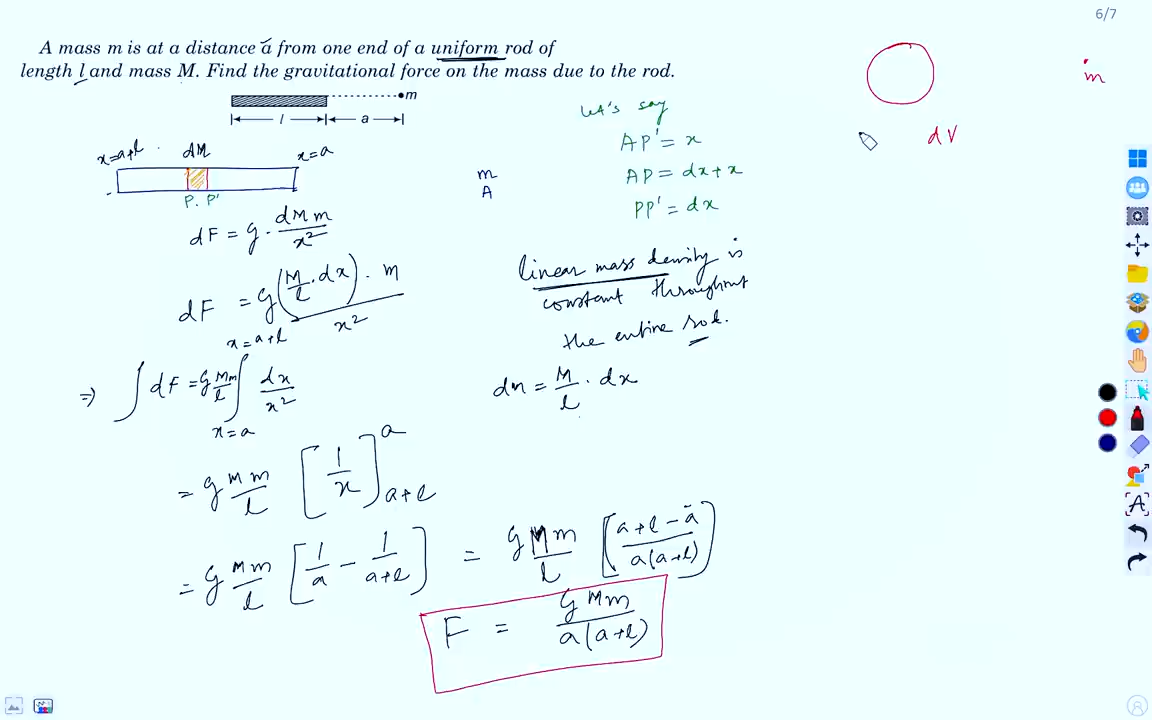 6/7
A mass m is at a distance a from one end of a uniform rod of
length l and mass M. Find the gravitational force on the mass due to the rod.
m
l
a
Let's say
AP' = x
AP = dx + x
PP' = dx
x = a+l
dM
x = a
P. P'
m
A
m
dV
dF = G · dM m / x²
dF = G (M/l · dx) · m / x²
linear mass density is
constant throughout
the entire rod.
dM = M/l · dx
⇒ ∫ dF = G Mm/l ∫ dx/x²
x = a+l
x = a
= G Mm/l [1/x] a a+l
= G Mm/l [1/a − 1/a+l] = G Mm/l [a+l−a / a(a+l)]
F = G Mm / a(a+l)
A